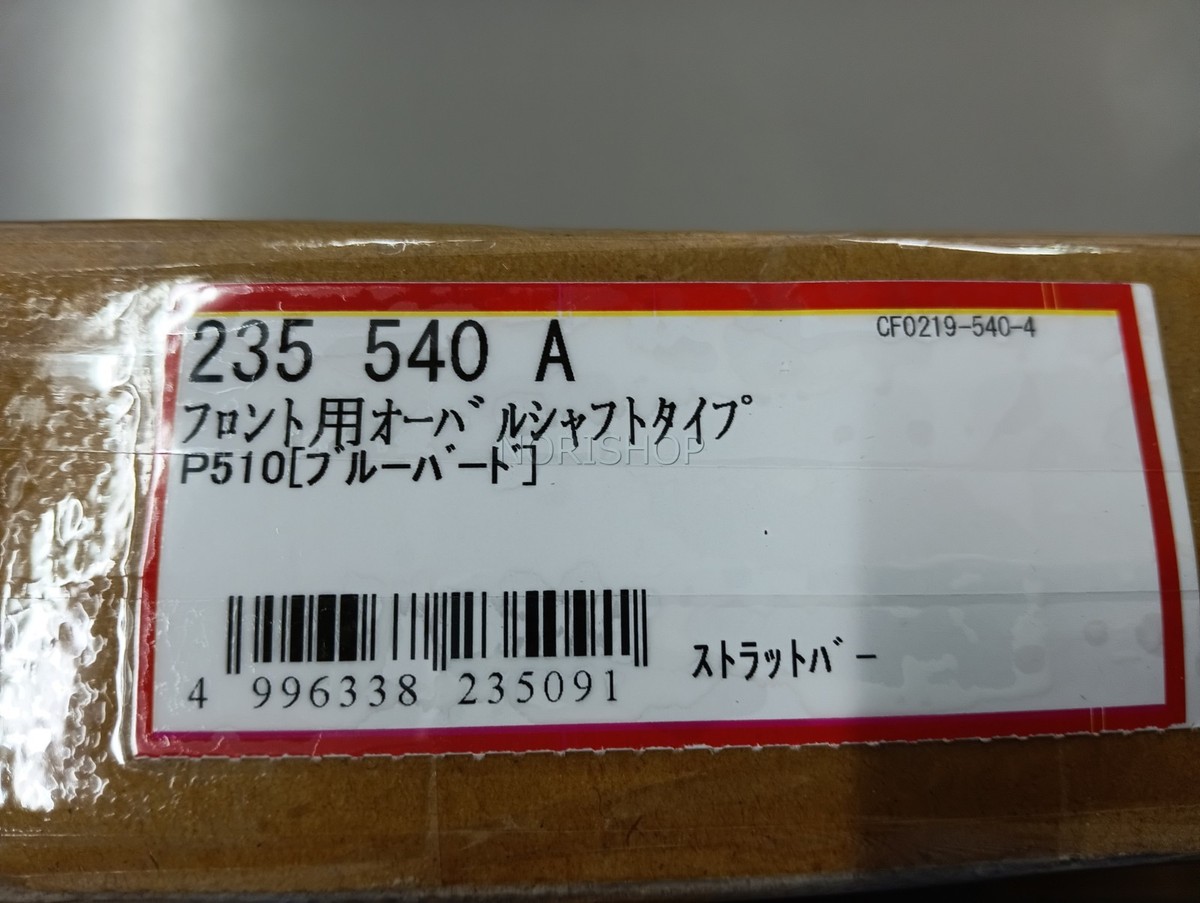 235 540 A
CF0219-540-4
フロント用オーバルシャフトタイプ
P510[ブルーバード]
NORISHOP
ストラットバー
4 996338 235091